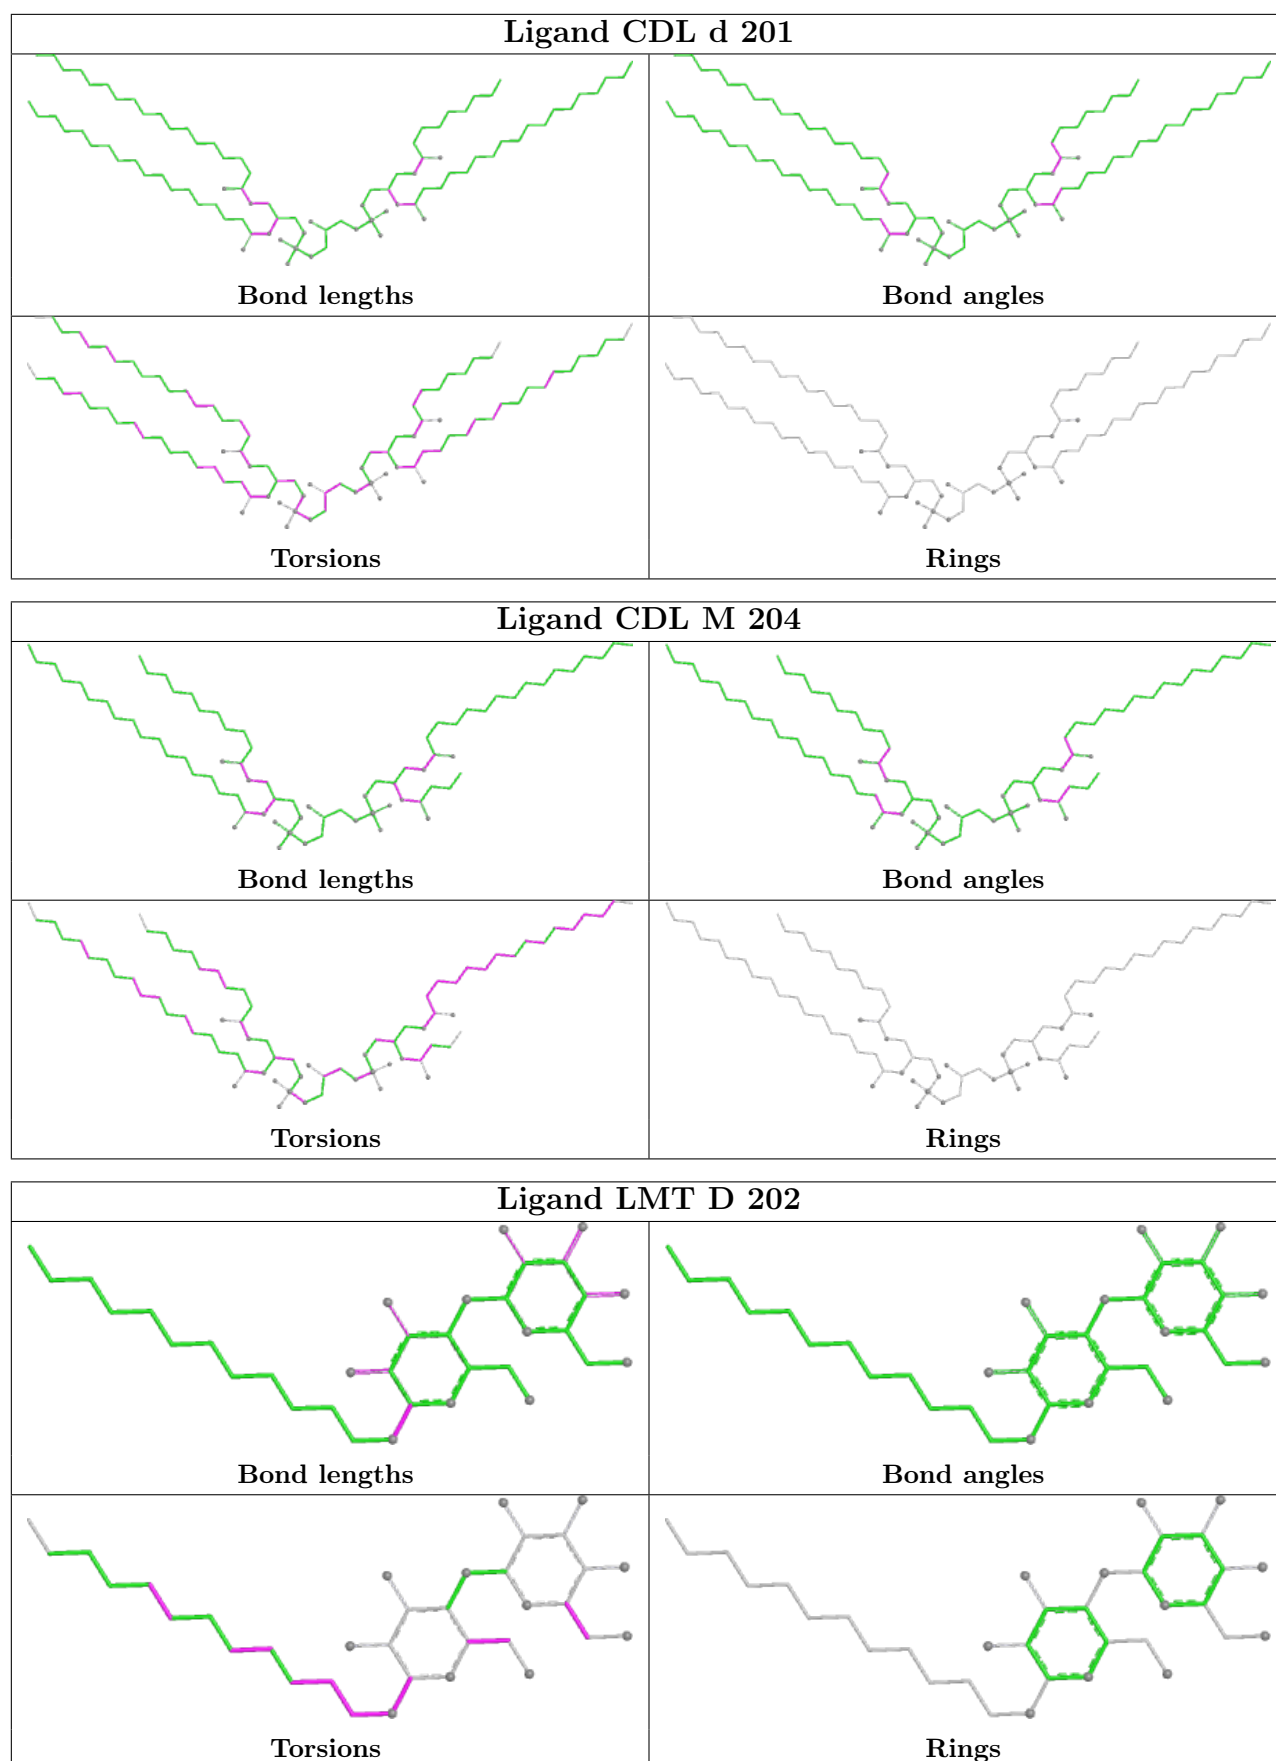 Ligand CDL d 201
Bond lengths
Bond angles
Torsions
Rings
Ligand CDL M 204
Bond lengths
Bond angles
Torsions
Rings
Ligand LMT D 202
Bond lengths
Bond angles
Torsions
Rings